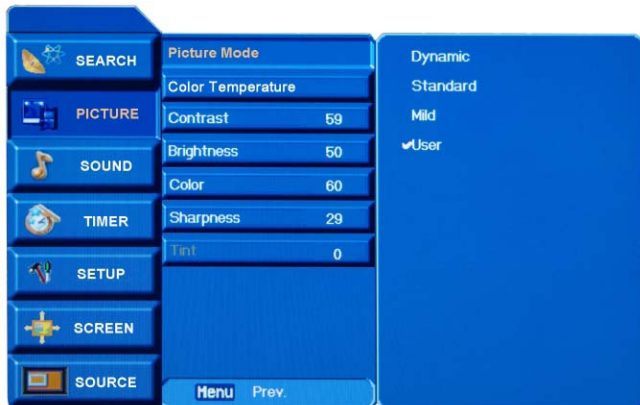 SEARCH
PICTURE
SOUND
TIMER
SETUP
SCREEN
SOURCE
Picture Mode
Color Temperature
Contrast 59
Brightness 50
Color 60
Sharpness 29
Tint 0
Menu Prev.
Dynamic
Standard
Mild
✔User